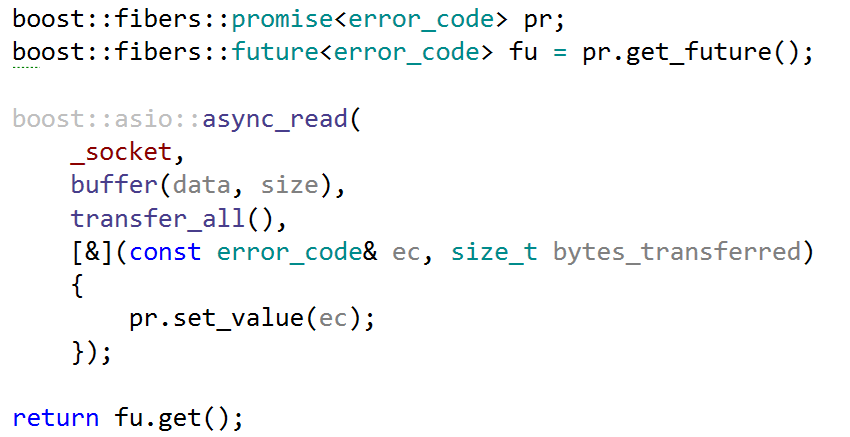 boost::fibers::promise<error_code> pr;
boost::fibers::future<error_code> fu = pr.get_future();

boost::asio::async_read(
    _socket,
    buffer(data, size),
    transfer_all(),
    [&](const error_code& ec, size_t bytes_transferred)
    {
        pr.set_value(ec);
    });

return fu.get();